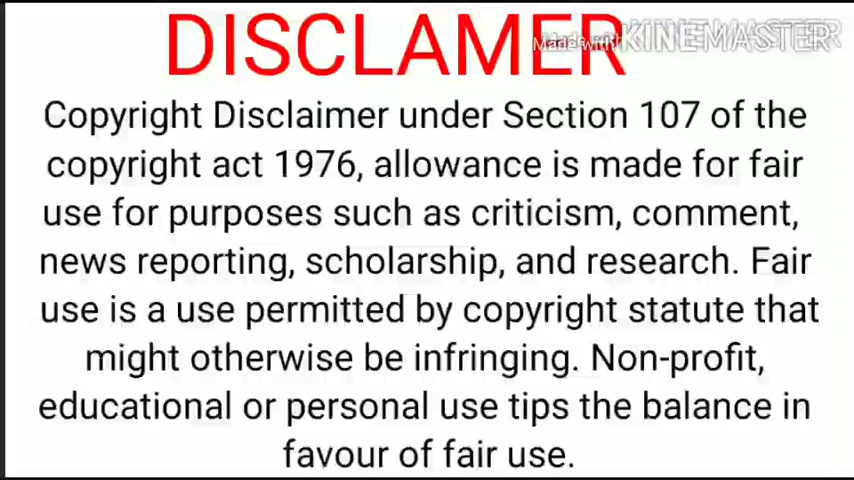 DISCLAMER
Made with KINEMASTER
Copyright Disclaimer under Section 107 of the
copyright act 1976, allowance is made for fair
use for purposes such as criticism, comment,
news reporting, scholarship, and research. Fair
use is a use permitted by copyright statute that
might otherwise be infringing. Non-profit,
educational or personal use tips the balance in
favour of fair use.